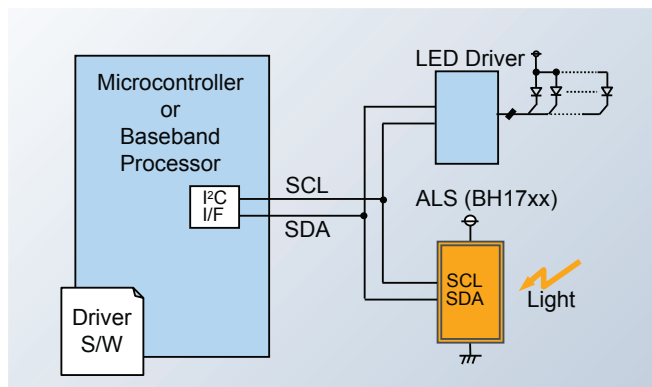 Microcontroller
or
Baseband
Processor
I²C
I/F
SCL
SDA
Driver
S/W
LED Driver
ALS (BH17xx)
SCL
SDA
Light